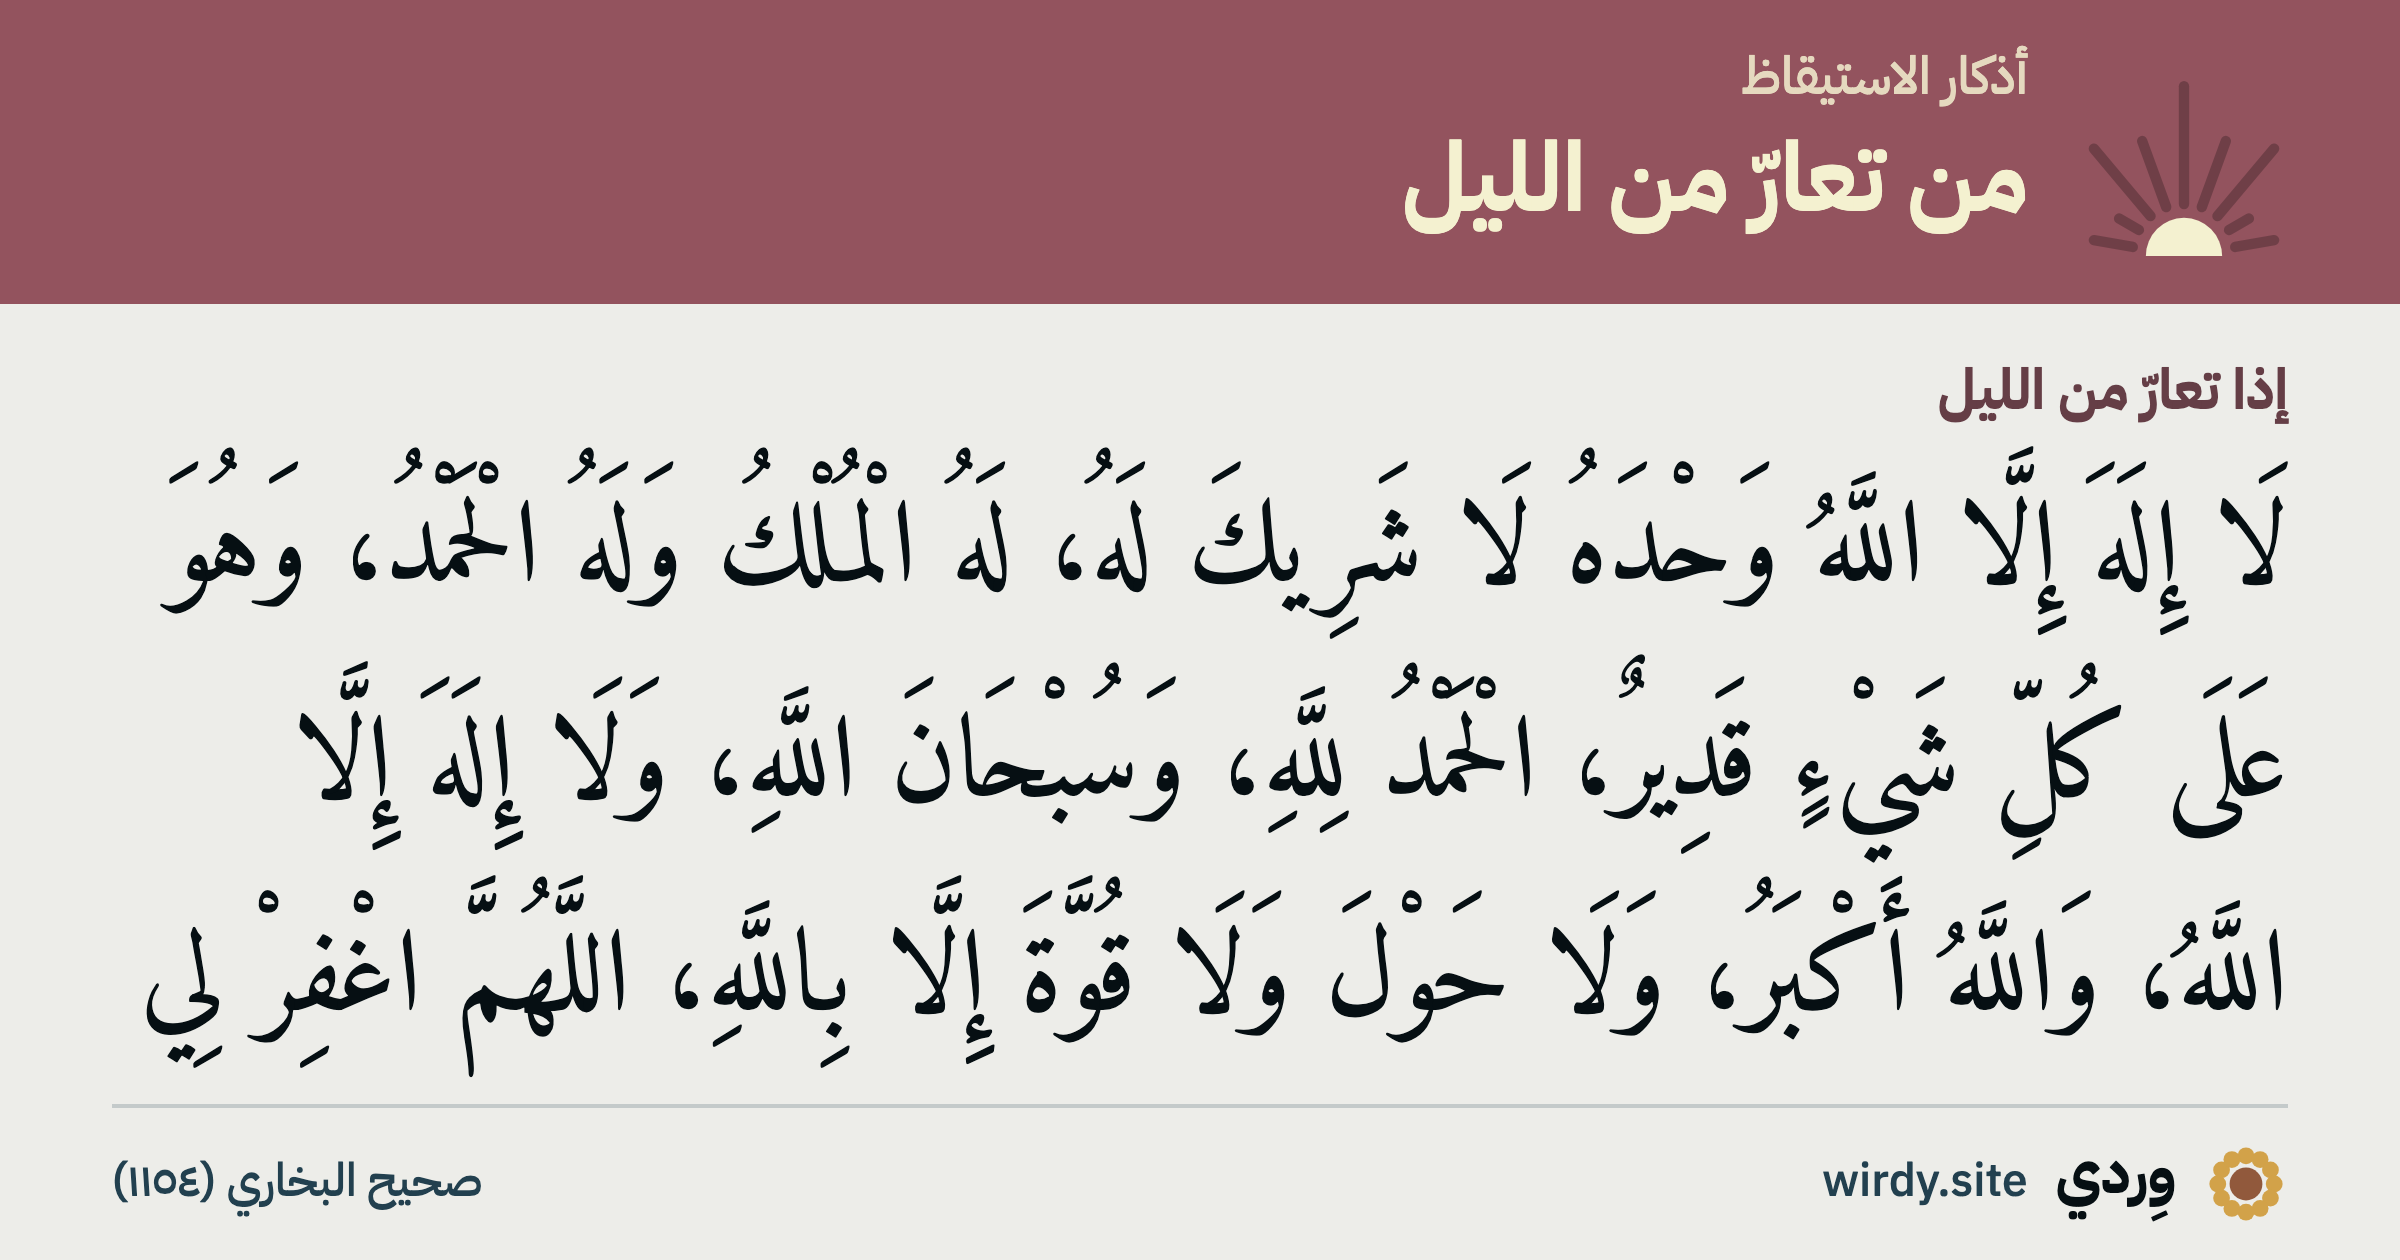 أذكار الاستيقاظ
من تعارّ من الليل
إذا تعارّ من الليل
لَا إِلَهَ إِلَّا اللَّهُ وَحْدَهُ لَا شَرِيكَ لَهُ، لَهُ الْمُلْكُ وَلَهُ الْحَمْدُ، وَهُوَ
عَلَى كُلِّ شَيْءٍ قَدِيرٌ، الْحَمْدُ لِلَّهِ، وَسُبْحَانَ اللَّهِ، وَلَا إِلَهَ إِلَّا
اللَّهُ، وَاللَّهُ أَكْبَرُ، وَلَا حَوْلَ وَلَا قُوَّةَ إِلَّا بِاللَّهِ، اللَّهُمَّ اغْفِرْ لِي
وِردي wirdy.site
صحيح البخاري (١١٥٤)